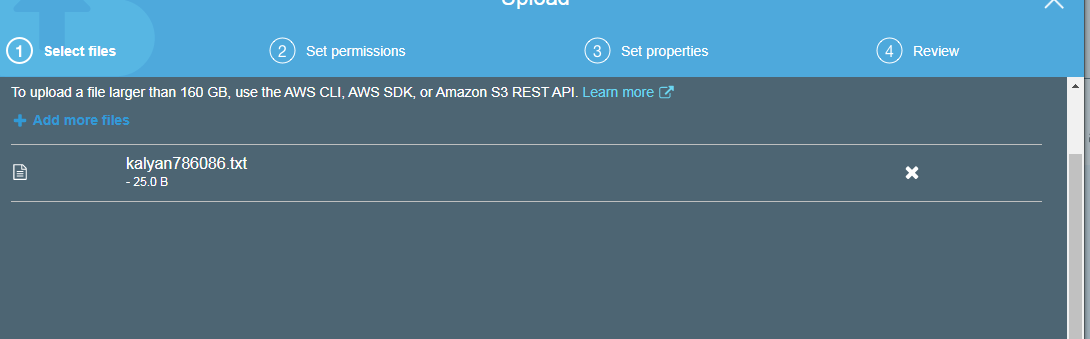 Upload
1 Select files
2 Set permissions
3 Set properties
4 Review
To upload a file larger than 160 GB, use the AWS CLI, AWS SDK, or Amazon S3 REST API. Learn more
Add more files
kalyan786086.txt
- 25.0 B